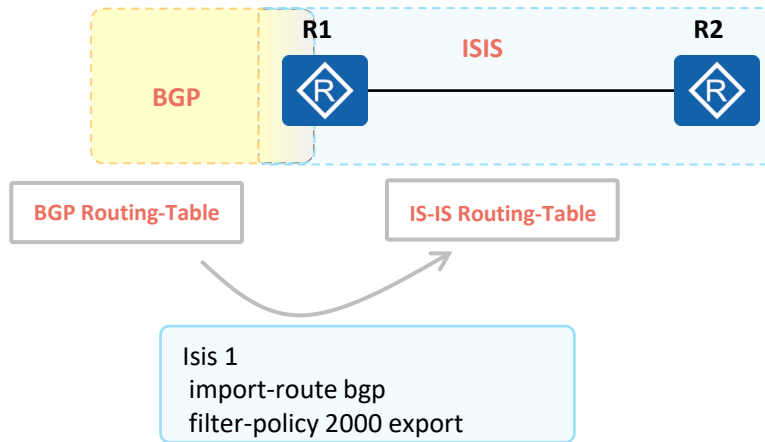 R1
ISIS
R2
BGP
R
R
BGP Routing-Table
IS-IS Routing-Table
Isis 1
import-route bgp
filter-policy 2000 export